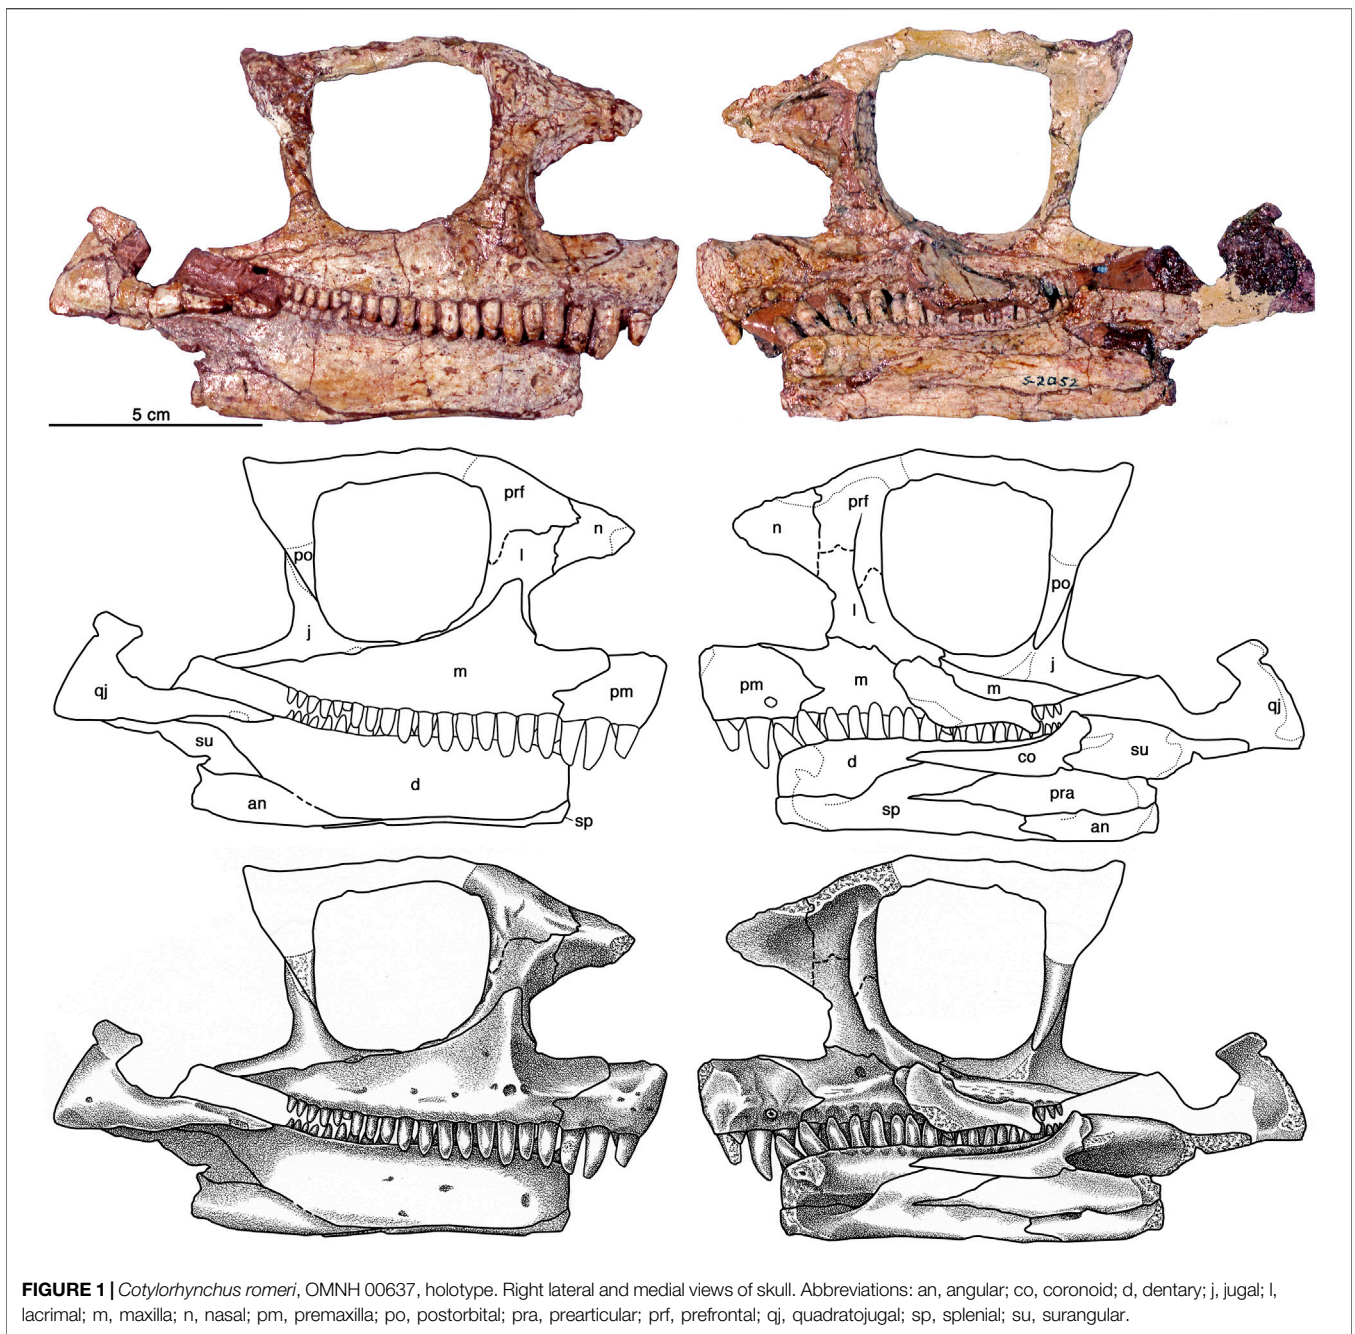 S-2052
5 cm
prf
n
l
po
j
m
qj
pm
su
d
an
sp
n
prf
po
l
j
pm
m
m
qj
su
d
co
pra
sp
an
FIGURE 1 | Cotylorhynchus romeri, OMNH 00637, holotype. Right lateral and medial views of skull. Abbreviations: an, angular; co, coronoid; d, dentary; j, jugal; l,
lacrimal; m, maxilla; n, nasal; pm, premaxilla; po, postorbital; pra, prearticular; prf, prefrontal; qj, quadratojugal; sp, splenial; su, surangular.